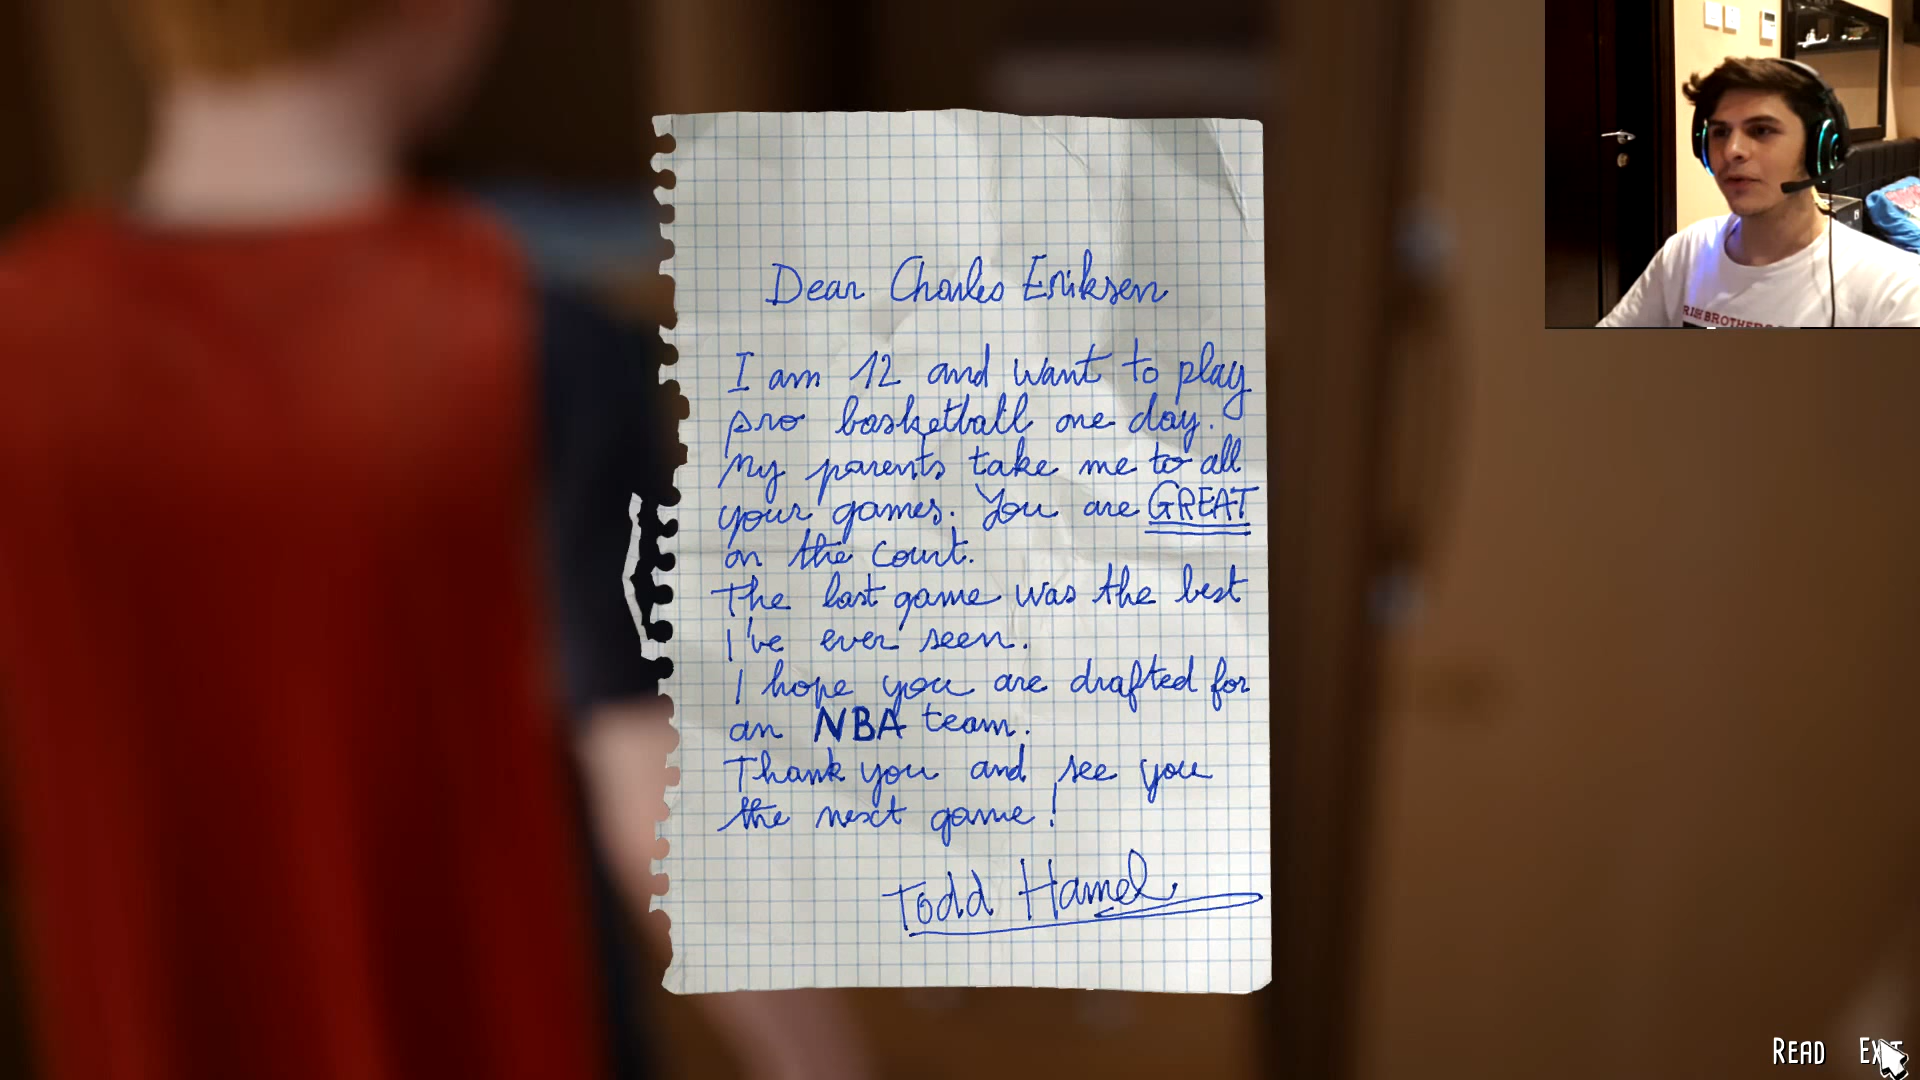 Dear Charles Eriksen
I am 12 and want to play
pro basketball one day.
My parents take me to all
your games. You are GREAT
on the court.
The last game was the best
I've ever seen.
I hope you are drafted for
an NBA team.
Thank you and see you
the next game!
Todd Hamel
READ
BROTHERS